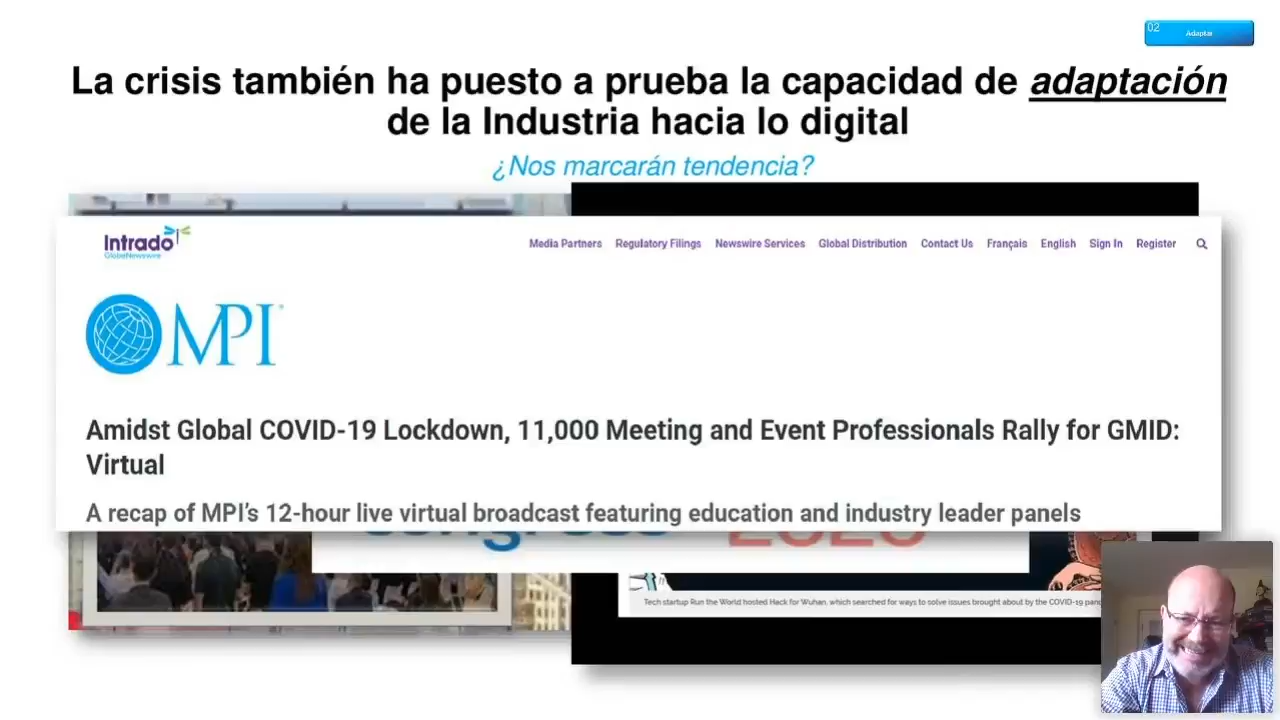 02
Adaptar
La crisis también ha puesto a prueba la capacidad de adaptación
de la Industria hacia lo digital
¿Nos marcarán tendencia?
Intrado
GlobeNewswire
Media Partners Regulatory Filings Newswire Services Global Distribution Contact Us Français English Sign In Register
MPI
Amidst Global COVID-19 Lockdown, 11,000 Meeting and Event Professionals Rally for GMID:
Virtual
A recap of MPI's 12-hour live virtual broadcast featuring education and industry leader panels
congress 2020
Tech startup Run the World hosted Hack for Wuhan, which searched for ways to solve issues brought about by the COVID-19